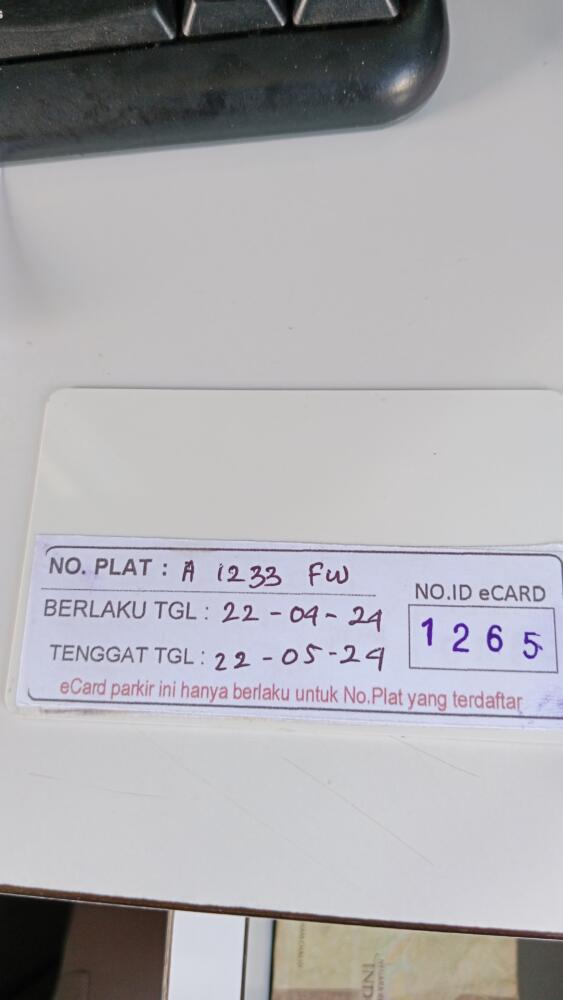 NO. PLAT : A 1233 FW
NO.ID eCARD
BERLAKU TGL : 22-04-24
1265
TENGGAT TGL : 22-05-24
eCard parkir ini hanya berlaku untuk No.Plat yang terdaftar
IND